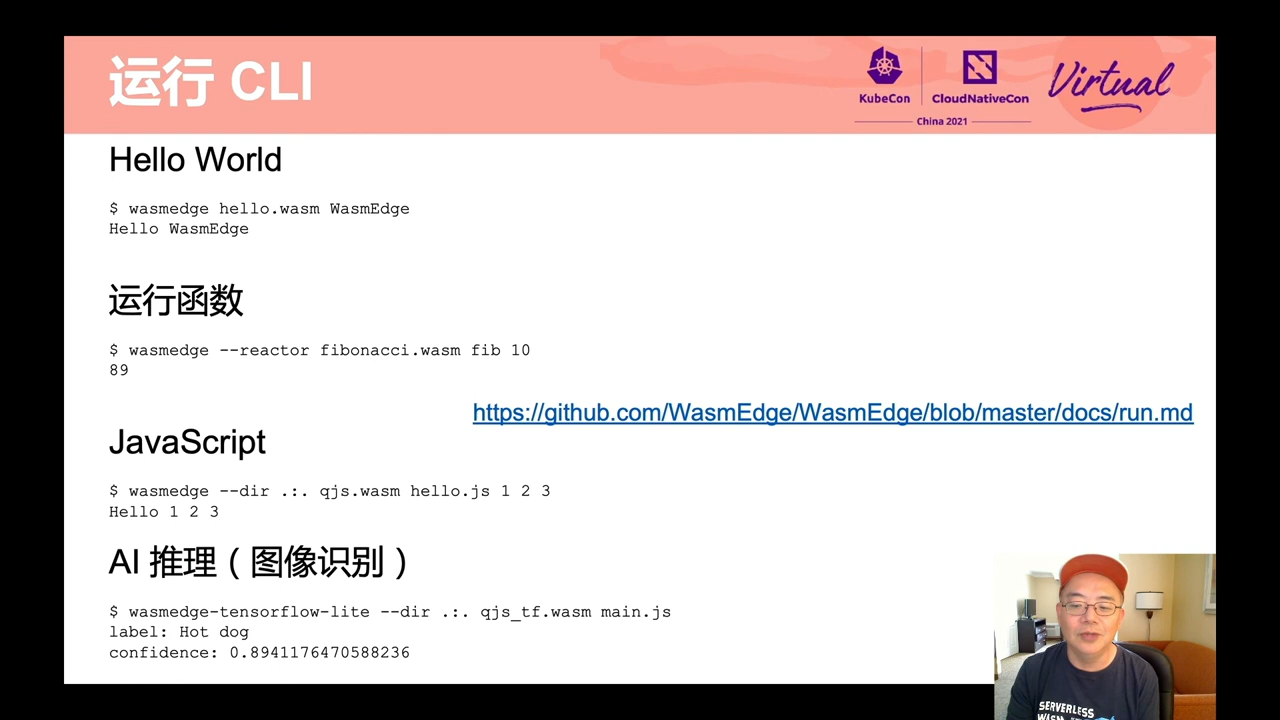 运行 CLI
KubeCon
CloudNativeCon
Virtual
China 2021
Hello World
$ wasmedge hello.wasm WasmEdge
Hello WasmEdge
运行函数
$ wasmedge --reactor fibonacci.wasm fib 10
89
https://github.com/WasmEdge/WasmEdge/blob/master/docs/run.md
JavaScript
$ wasmedge --dir .:. qjs.wasm hello.js 1 2 3
Hello 1 2 3
AI 推理（图像识别）
$ wasmedge-tensorflow-lite --dir .:. qjs_tf.wasm main.js
label: Hot dog
confidence: 0.8941176470588236
SERVERLESS
WASM